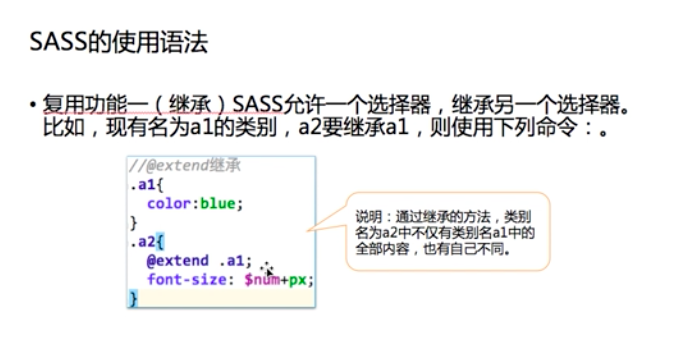 SASS的使用语法
• 复用功能一（继承）SASS允许一个选择器，继承另一个选择器。
比如，现有名为a1的类别，a2要继承a1，则使用下列命令：。
//@extend继承
.a1{
color:blue;
}
.a2{
@extend .a1;
font-size: $num+px;
}
说明：通过继承的方法，类别
名为a2中不仅有类别名a1中的
全部内容，也有自己不同。